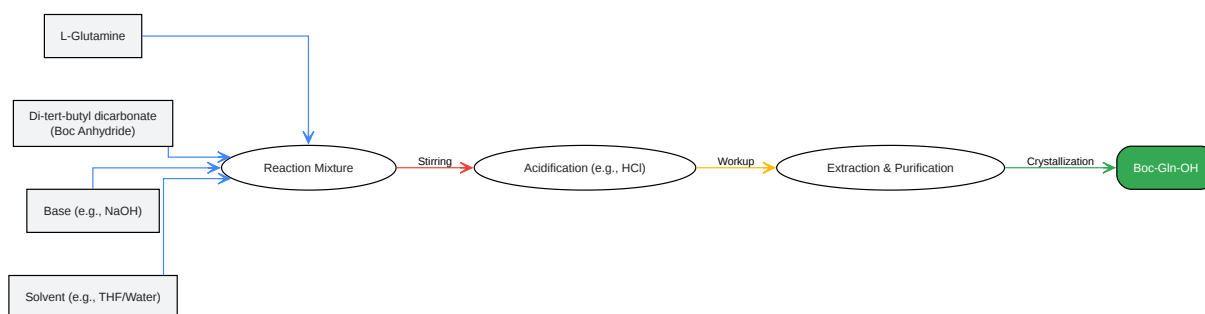 L-Glutamine
Di-tert-butyl dicarbonate
(Boc Anhydride)
Base (e.g., NaOH)
Solvent (e.g., THF/Water)
Reaction Mixture
Stirring
Acidification (e.g., HCl)
Workup
Extraction & Purification
Crystallization
Boc-Gln-OH